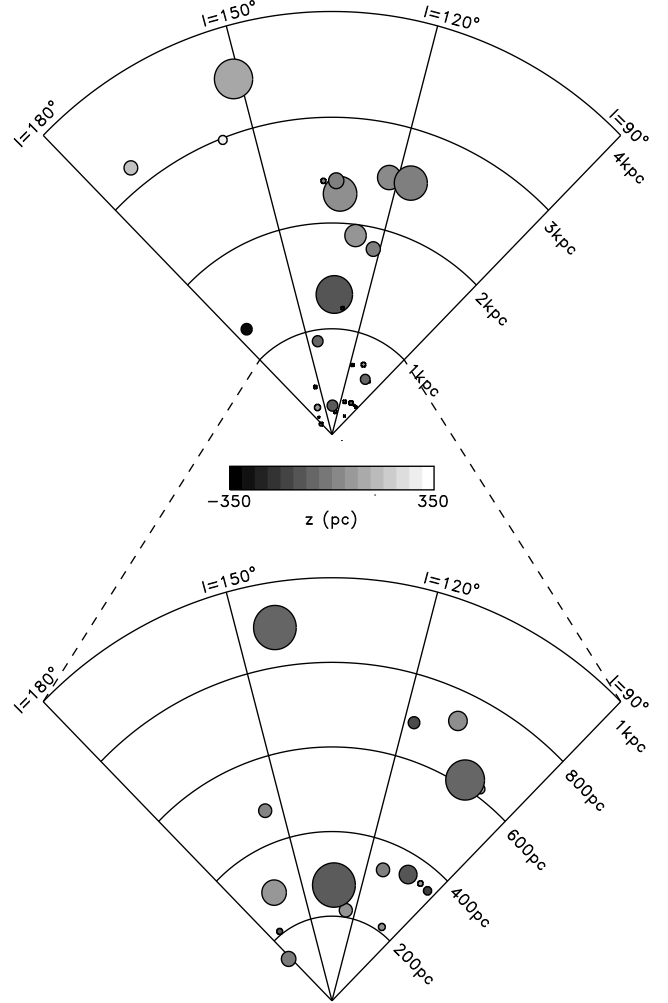 l=150°
l=120°
l=180°
l=90°
4kpc
3kpc
2kpc
1kpc
−350
350
z (pc)
l=150°
l=120°
l=180°
l=90°
1kpc
800pc
600pc
400pc
200pc